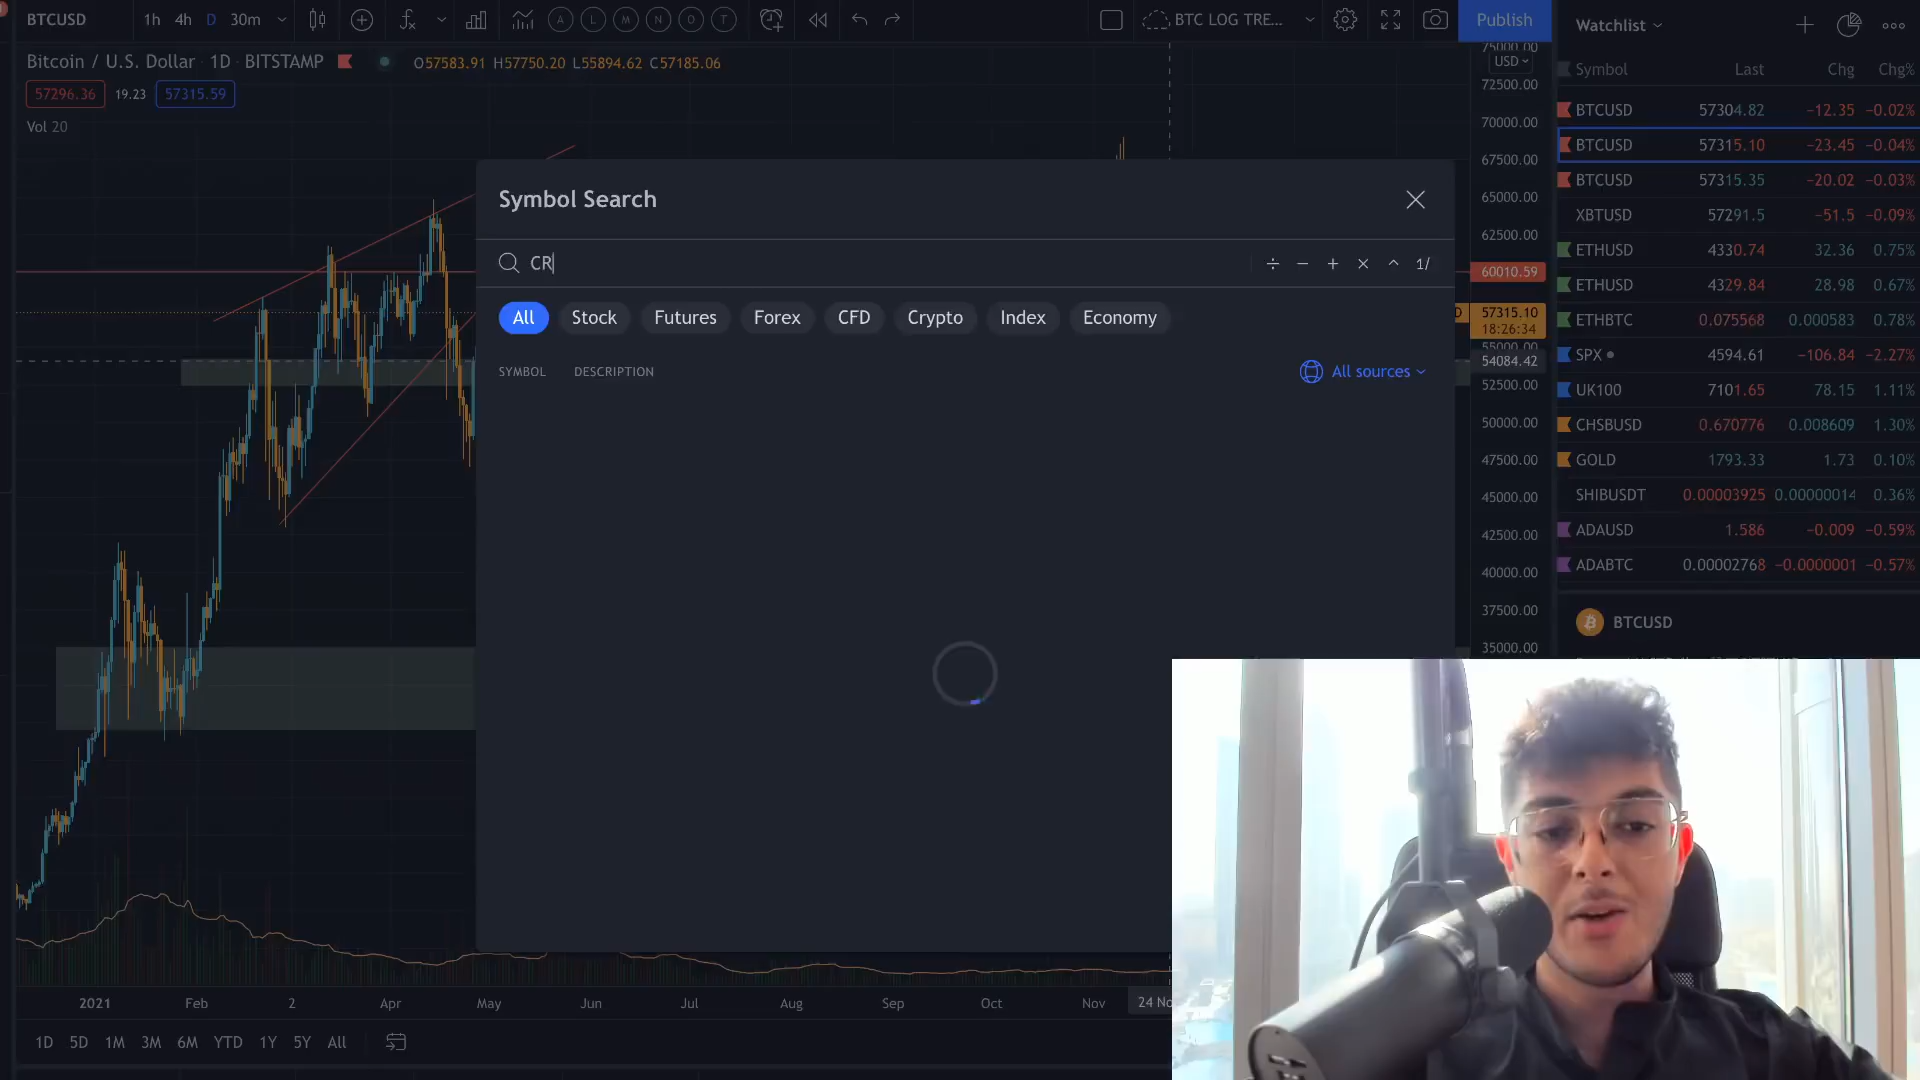 BTCUSD 1h 4h D 30m A L M N O T BTC LOG TRE... Publish
Bitcoin / U.S. Dollar · 1D · BITSTAMP O57583.91 H57750.20 L55894.62 C57185.06
57296.36 19.23 57315.59
Vol 20
Symbol Search
CR
÷ − + × ^ 1/
All Stock Futures Forex CFD Crypto Index Economy
SYMBOL DESCRIPTION All sources
75000.00
USD
72500.00
70000.00
67500.00
65000.00
62500.00
60010.59
57315.10
18:26:34
55000.00
54084.42
52500.00
50000.00
47500.00
45000.00
42500.00
40000.00
37500.00
35000.00
2021 Feb 2 Apr May Jun Jul Aug Sep Oct Nov 24 No
1D 5D 1M 3M 6M YTD 1Y 5Y All
Watchlist
Symbol Last Chg Chg%
BTCUSD 57304.82 −12.35 −0.02%
BTCUSD 57315.10 −23.45 −0.04%
BTCUSD 57315.35 −20.02 −0.03%
XBTUSD 57291.5 −51.5 −0.09%
ETHUSD 4330.74 32.36 0.75%
ETHUSD 4329.84 28.98 0.67%
ETHBTC 0.075568 0.000583 0.78%
SPX 4594.61 −106.84 −2.27%
UK100 7101.65 78.15 1.11%
CHSBUSD 0.670776 0.008609 1.30%
GOLD 1793.33 1.73 0.10%
SHIBUSDT 0.00003925 0.00000014 0.36%
ADAUSD 1.586 −0.009 −0.59%
ADABTC 0.00002768 −0.0000001 −0.57%
BTCUSD